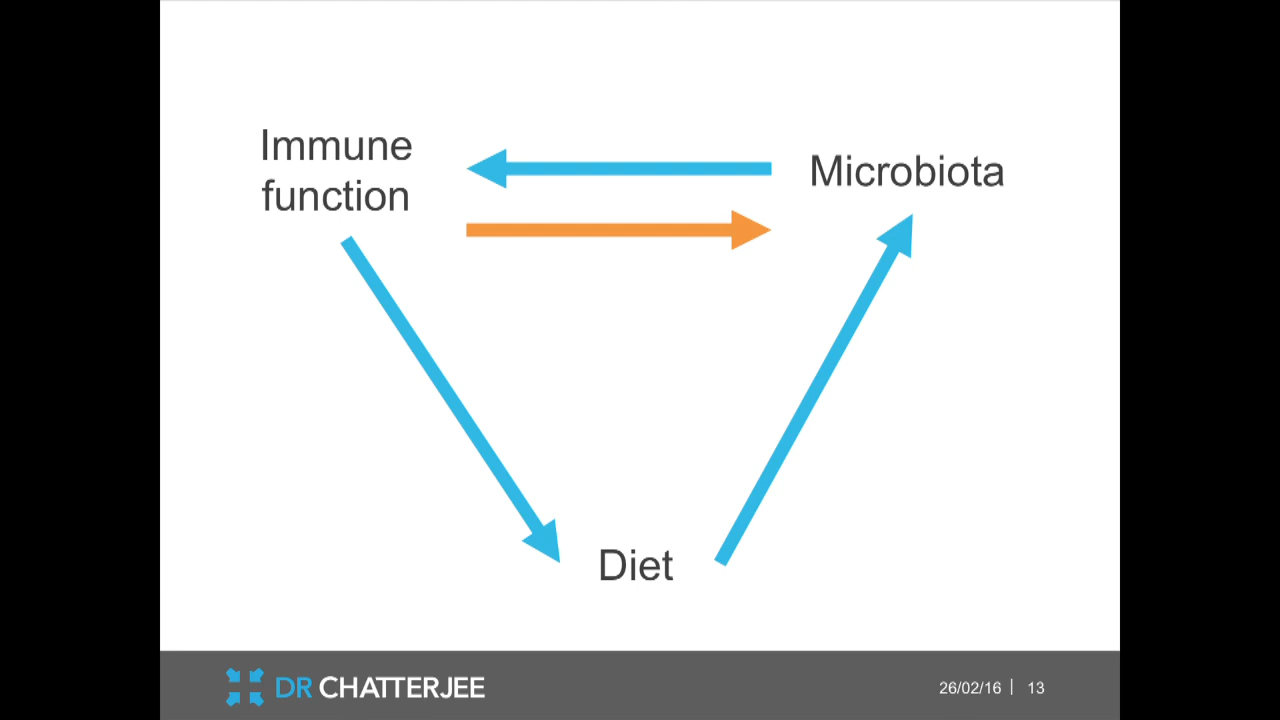 Immune
function
Microbiota
Diet
DR CHATTERJEE
26/02/16 | 13